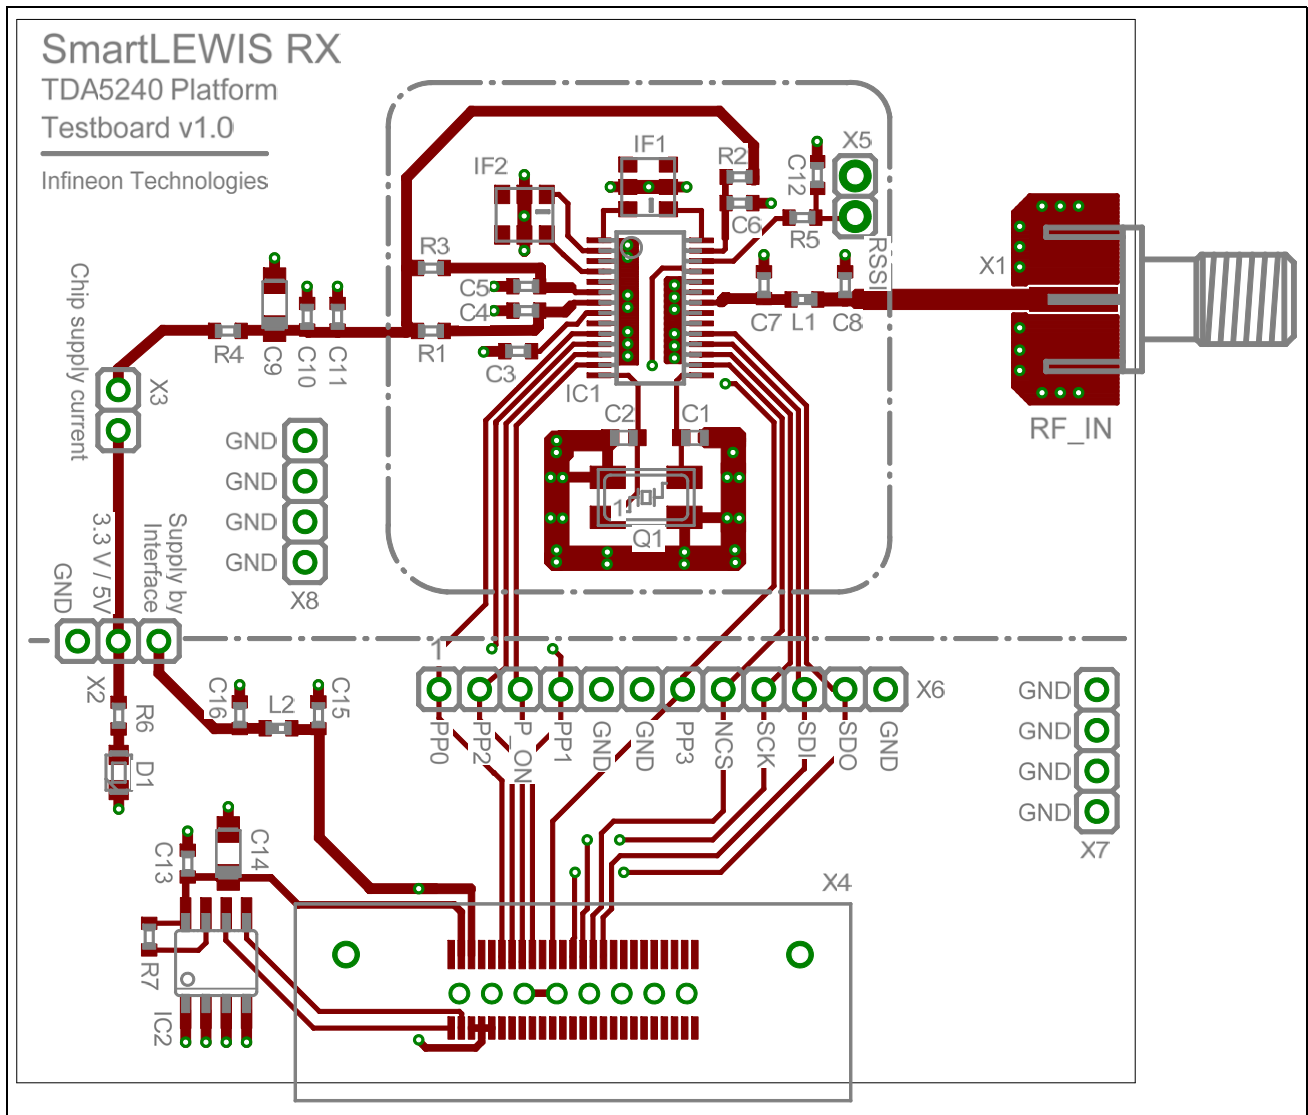 SmartLEWIS RX
TDA5240 Platform
Testboard v1.0
Infineon Technologies
IF1
IF2
R2
C12
X5
C6
R5
RSSI
R3
C5
C4
R1
C3
IC1
C7
L1
C8
X1
RF_IN
Chip supply current
R4
C9
C10
C11
X3
C2
C1
1
Q1
GND
GND
GND
GND
X8
GND
3.3 V / 5V
Supply by
Interface
X2
R6
D1
C16
L2
C15
1
X6
PP0
PP2
P_ON
PP1
GND
GND
PP3
NCS
SCK
SDI
SDO
GND
GND
GND
GND
GND
X7
C13
C14
R7
IC2
X4